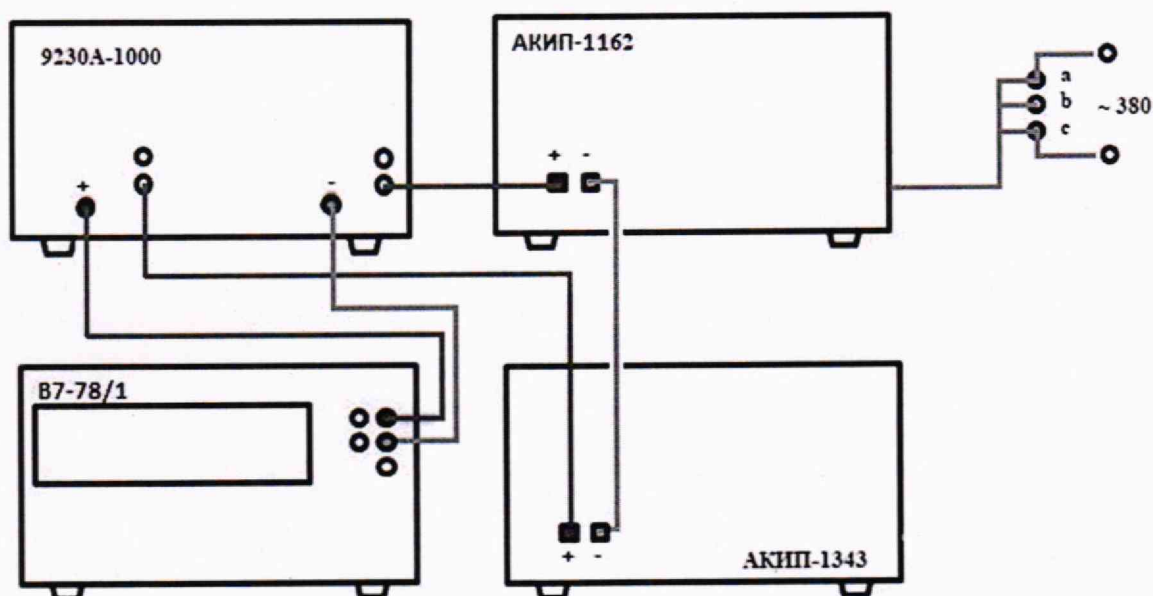 9230A-1000
АКИП-1162
a
b
c
~ 380
+
-
+ -
В7-78/1
+ -
АКИП-1343